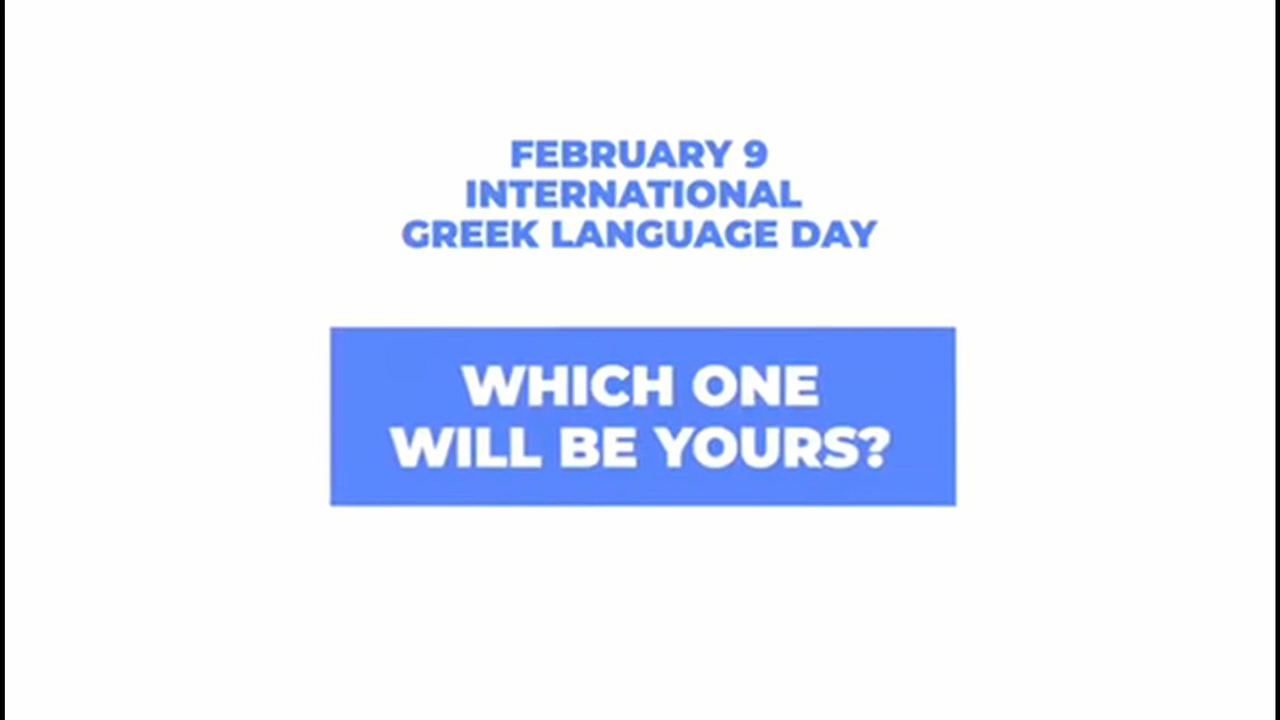 FEBRUARY 9
INTERNATIONAL
GREEK LANGUAGE DAY
WHICH ONE
WILL BE YOURS?